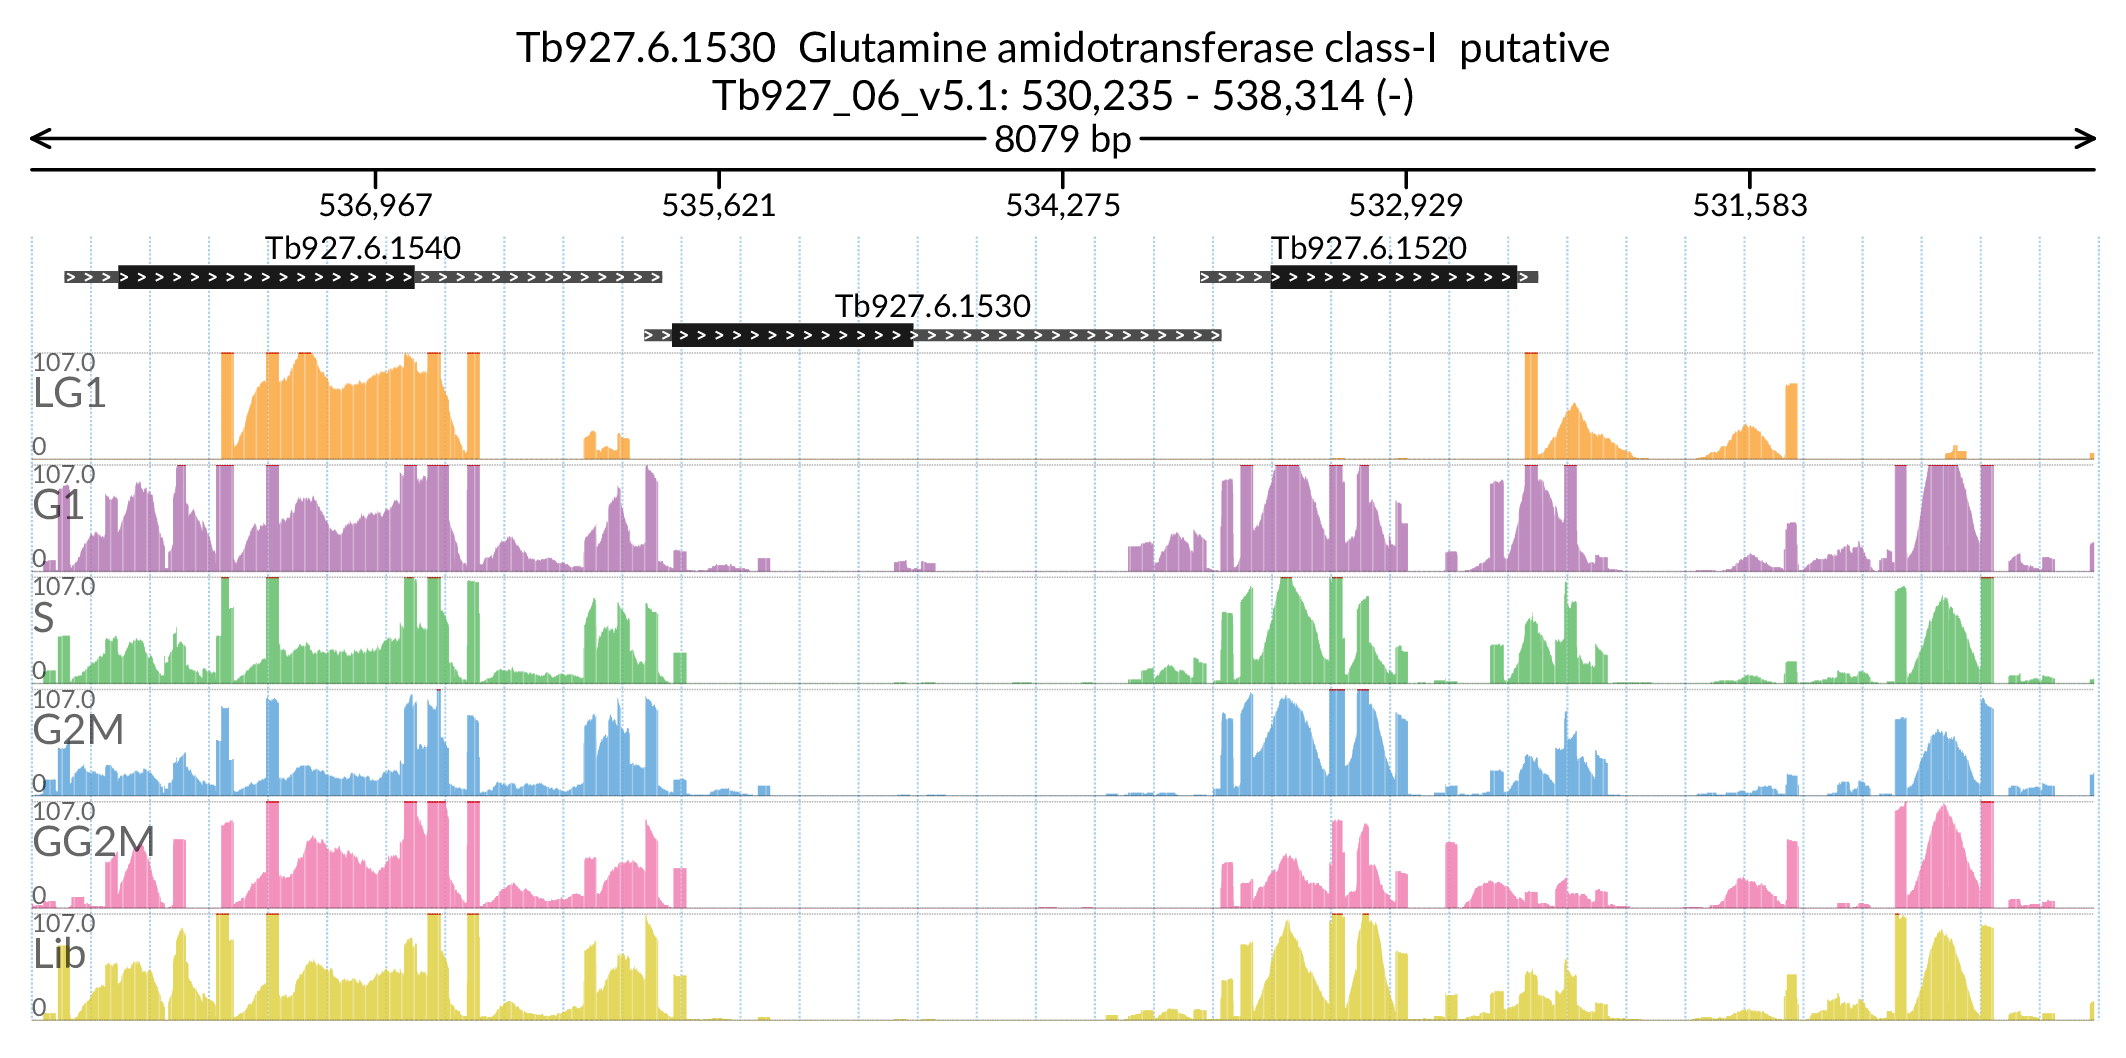 Tb927.6.1530 Glutamine amidotransferase class-I putative
Tb927_06_v5.1: 530,235 - 538,314 (-)
8079 bp
536,967 535,621 534,275 532,929 531,583
Tb927.6.1540 Tb927.6.1520
Tb927.6.1530
107.0
LG1
0
107.0
G1
0
107.0
S
0
107.0
G2M
0
107.0
GG2M
0
107.0
Lib
0